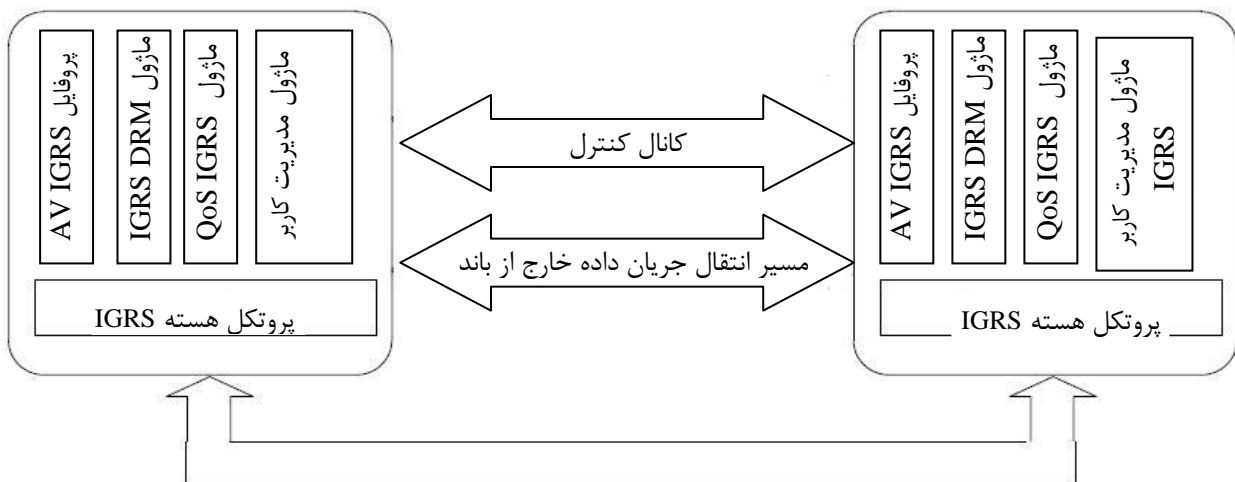 پروفایل AV IGRS
ماژول IGRS DRM
ماژول QoS IGRS
ماژول مدیریت کاربر
پروتکل هسته IGRS
کانال کنترل
مسیر انتقال جریان داده خارج از باند
پروفایل AV IGRS
ماژول IGRS DRM
ماژول QoS IGRS
ماژول مدیریت کاربر
IGRS
پروتکل هسته IGRS